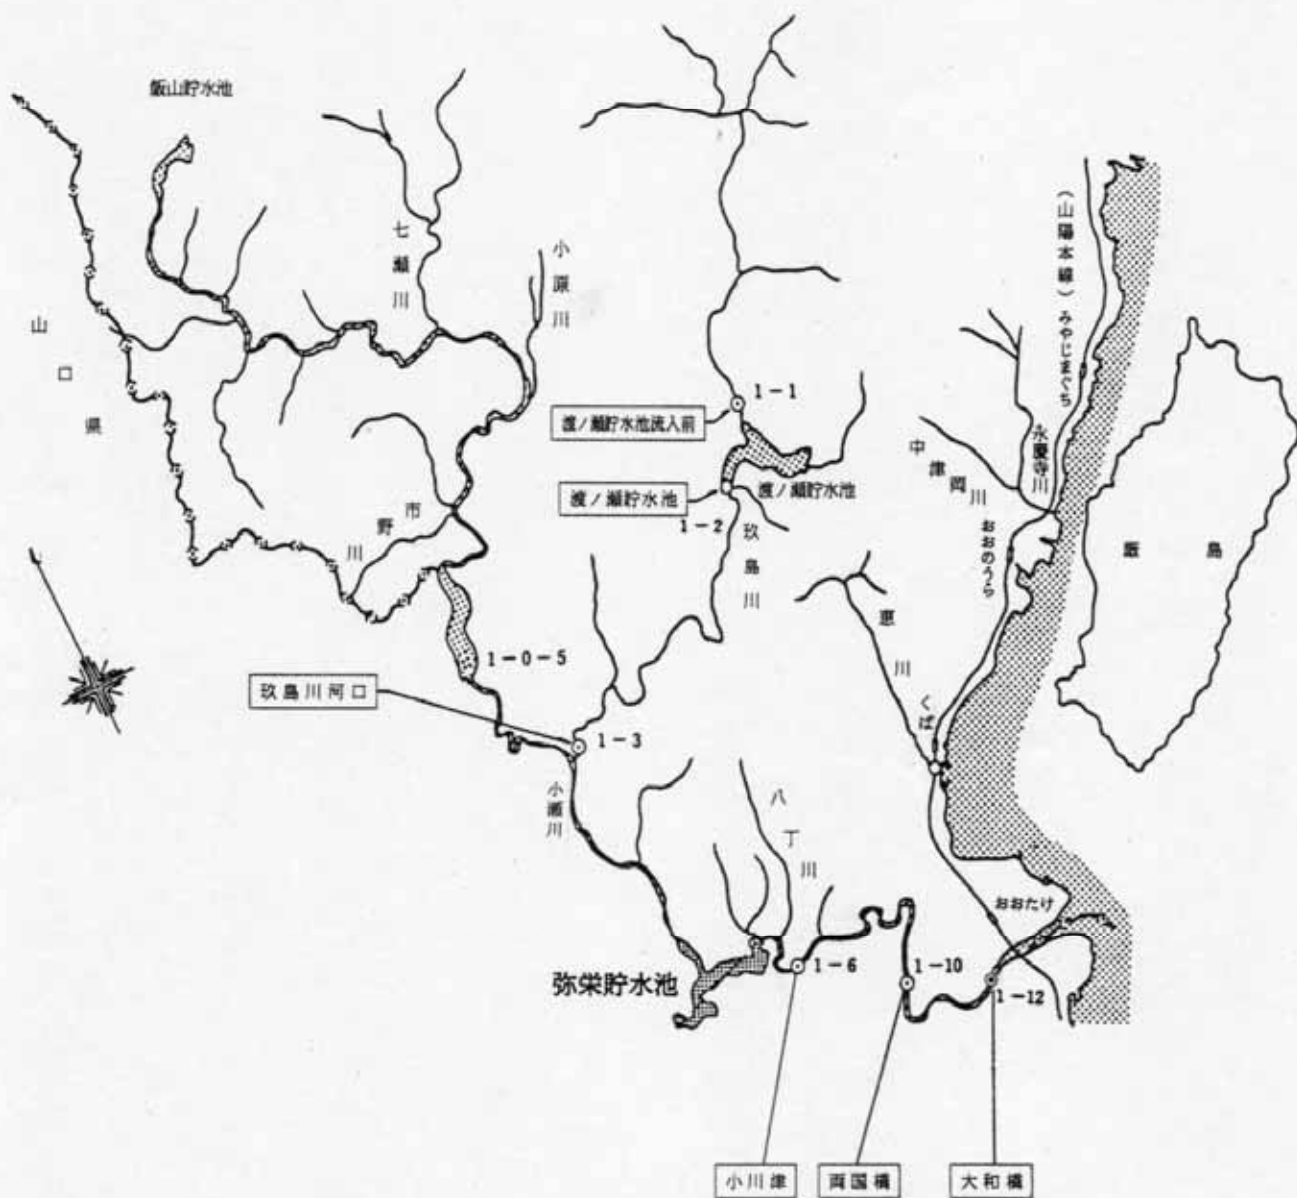 飯山貯水池
七瀬川
小原川
山口県
(山陽本線)みやじまぐち
1-1
渡ノ瀬貯水池流入前
渡ノ瀬貯水池
渡ノ瀬貯水池
1-2
玖島川
中津岡川
永慶寺川
おおのうら
厳島
市野川
恵川
くば
1-0-5
玖島川河口
1-3
小瀬川
八丁川
おおたけ
弥栄貯水池
1-6
1-10
1-12
小川津
両国橋
大和橋